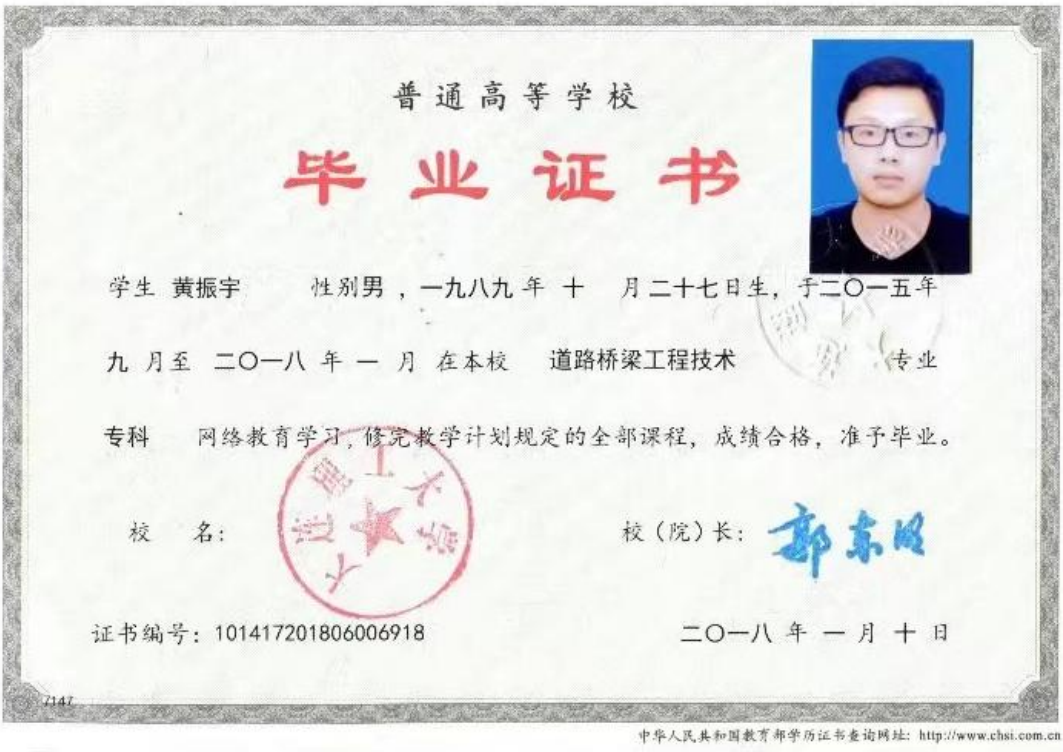 普通高等学校
毕业证书
学生 黄振宇 性别男，一九八九年 十 月二十七日生，于二〇一五年
九 月至 二〇一八 年 一 月 在本校 道路桥梁工程技术 专业
专科 网络教育学习，修完教学计划规定的全部课程，成绩合格，准予毕业。
大连理工大学
校 名：
校（院）长：郭东明
证书编号：101417201806006918
二〇一八 年 一 月 十 日
7147
中华人民共和国教育部学历证书查询网址：http://www.chsi.com.cn